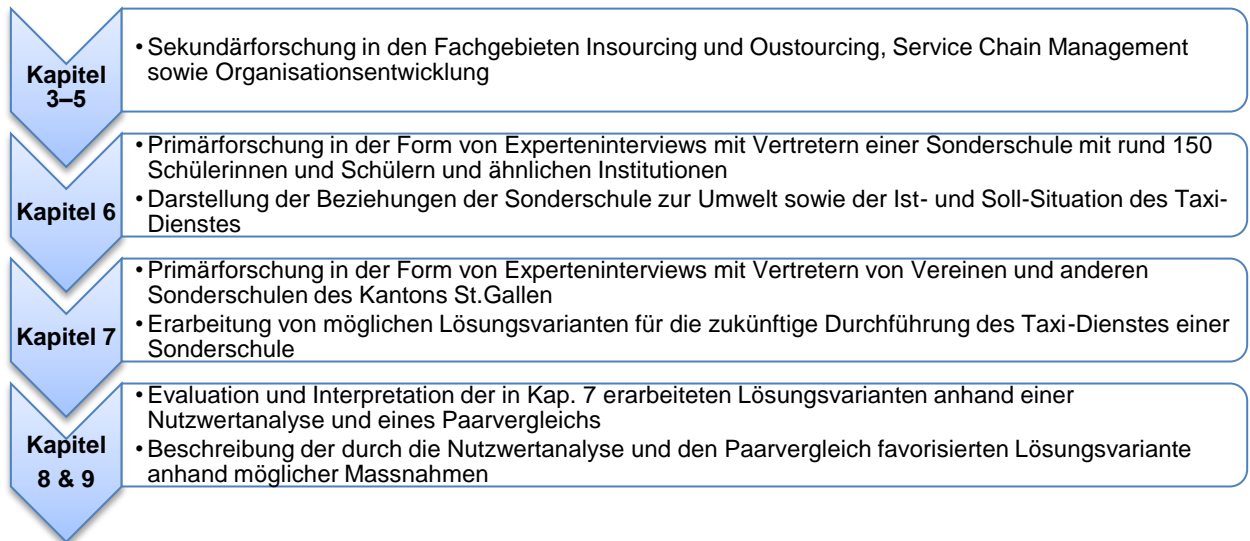 Kapitel
3–5
• Sekundärforschung in den Fachgebieten Insourcing und Oustourcing, Service Chain Management
sowie Organisationsentwicklung
Kapitel 6
• Primärforschung in der Form von Experteninterviews mit Vertretern einer Sonderschule mit rund 150
Schülerinnen und Schülern und ähnlichen Institutionen
• Darstellung der Beziehungen der Sonderschule zur Umwelt sowie der Ist- und Soll-Situation des Taxi-
Dienstes
Kapitel 7
• Primärforschung in der Form von Experteninterviews mit Vertretern von Vereinen und anderen
Sonderschulen des Kantons St.Gallen
• Erarbeitung von möglichen Lösungsvarianten für die zukünftige Durchführung des Taxi-Dienstes einer
Sonderschule
Kapitel
8 & 9
• Evaluation und Interpretation der in Kap. 7 erarbeiteten Lösungsvarianten anhand einer
Nutzwertanalyse und eines Paarvergleichs
• Beschreibung der durch die Nutzwertanalyse und den Paarvergleich favorisierten Lösungsvariante
anhand möglicher Massnahmen